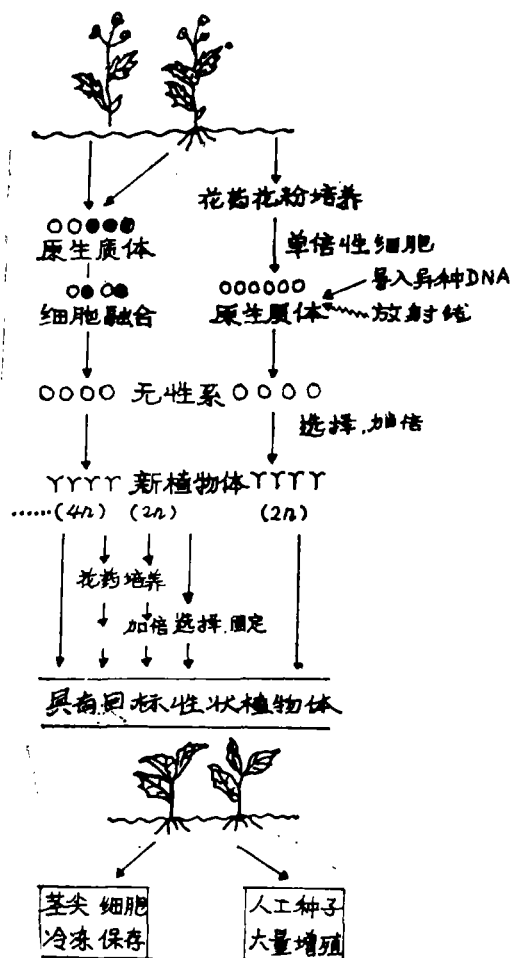 花药花粉培养
原生质体
单倍性细胞
导入异种DNA
细胞融合
原生质体
放射线
无性系
选择.加倍
新植物体
······(4n) (2n) (2n)
花药培养
加倍选择.固定
具有目标性状植物体
茎尖 细胞
冷冻 保存
人工种子
大量增殖